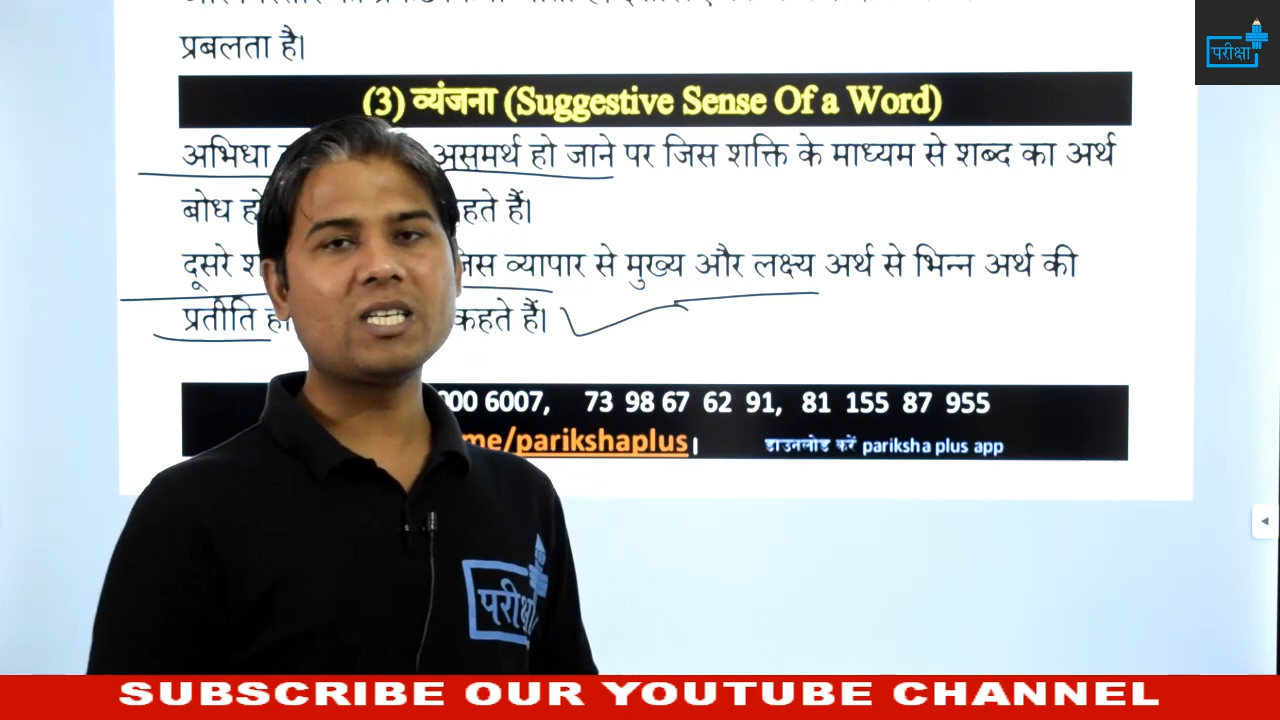 प्रबलता है।
परीक्षा
(3) व्यंजना (Suggestive Sense Of a Word)
अभिधा असमर्थ हो जाने पर जिस शक्ति के माध्यम से शब्द का अर्थ
बोध कहते हैं।
दूसरे व्यापार से मुख्य और लक्ष्य अर्थ से भिन्न अर्थ की
प्रतीति कहते हैं।
000 6007, 73 98 67 62 91, 81 155 87 955
me/parikshaplus। डाउनलोड करें pariksha plus app
परीक्षा
SUBSCRIBE OUR YOUTUBE CHANNEL